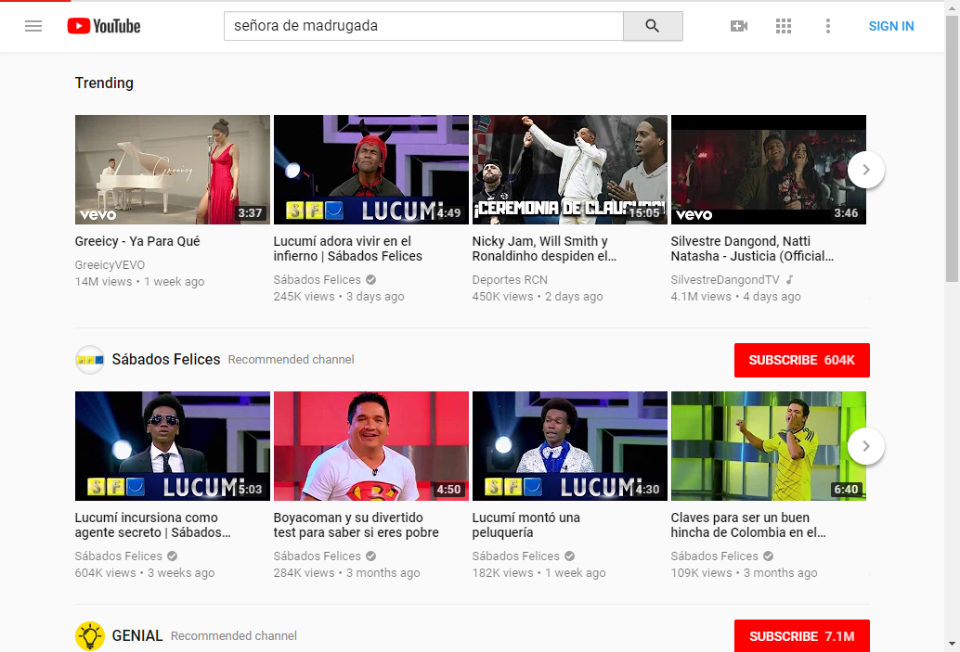 YouTube
señora de madrugada
SIGN IN
Trending
vevo
Greeicy
3:37
SF
LUCUMÍ
4:49
¡CEREMONIA DE CLAUSURA!
15:05
vevo
3:46
Greeicy - Ya Para Qué
GreeicyVEVO
14M views • 1 week ago
Lucumí adora vivir en el
infierno | Sábados Felices
Sábados Felices
245K views • 3 days ago
Nicky Jam, Will Smith y
Ronaldinho despiden el...
Deportes RCN
450K views • 2 days ago
Silvestre Dangond, Natti
Natasha - Justicia (Official...
SilvestreDangondTV
4.1M views • 4 days ago
Sábados Felices Recommended channel
SUBSCRIBE 604K
SF
LUCUMÍ
5:03
4:50
SF
LUCUMÍ
4:30
6:40
Lucumí incursiona como
agente secreto | Sábados...
Sábados Felices
604K views • 3 weeks ago
Boyacoman y su divertido
test para saber si eres pobre
Sábados Felices
284K views • 3 months ago
Lucumí montó una
peluquería
Sábados Felices
182K views • 1 week ago
Claves para ser un buen
hincha de Colombia en el...
Sábados Felices
109K views • 3 months ago
GENIAL Recommended channel
SUBSCRIBE 7.1M